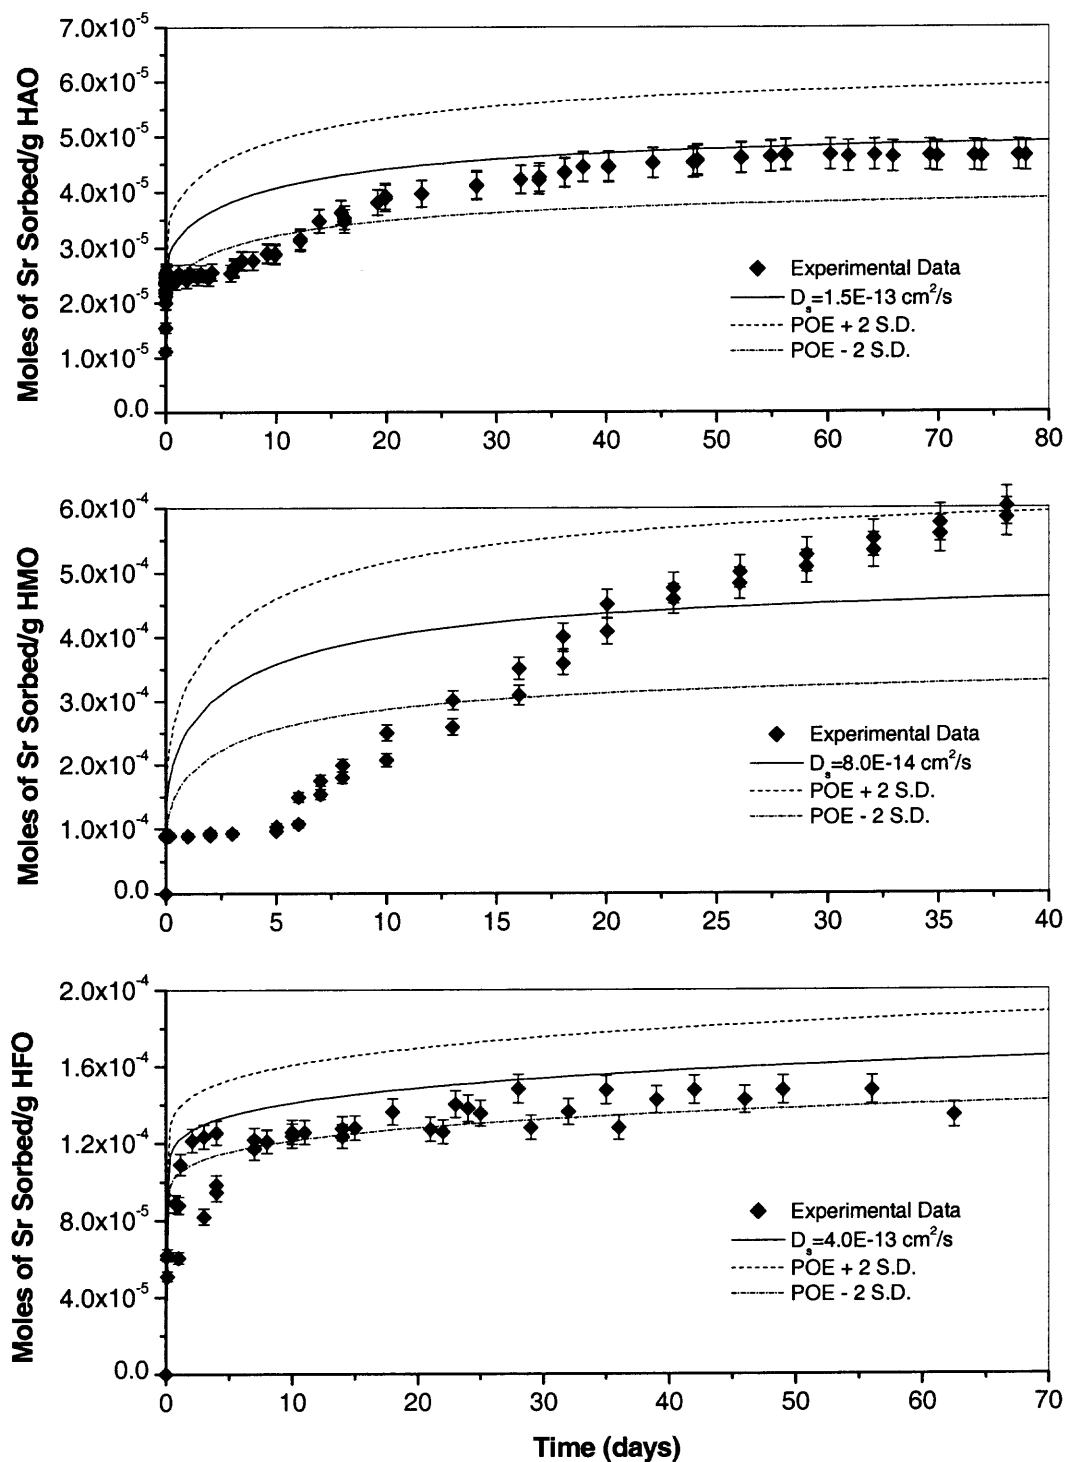 7.0x10⁻⁵
6.0x10⁻⁵
5.0x10⁻⁵
4.0x10⁻⁵
3.0x10⁻⁵
2.0x10⁻⁵
1.0x10⁻⁵
0.0
Moles of Sr Sorbed/g HAO
Experimental Data
Dₛ=1.5E-13 cm²/s
POE + 2 S.D.
POE - 2 S.D.
0 10 20 30 40 50 60 70 80
6.0x10⁻⁴
5.0x10⁻⁴
4.0x10⁻⁴
3.0x10⁻⁴
2.0x10⁻⁴
1.0x10⁻⁴
0.0
Moles of Sr Sorbed/g HMO
Experimental Data
Dₛ=8.0E-14 cm²/s
POE + 2 S.D.
POE - 2 S.D.
0 5 10 15 20 25 30 35 40
2.0x10⁻⁴
1.6x10⁻⁴
1.2x10⁻⁴
8.0x10⁻⁵
4.0x10⁻⁵
0.0
Moles of Sr Sorbed/g HFO
Experimental Data
Dₛ=4.0E-13 cm²/s
POE + 2 S.D.
POE - 2 S.D.
0 10 20 30 40 50 60 70
Time (days)